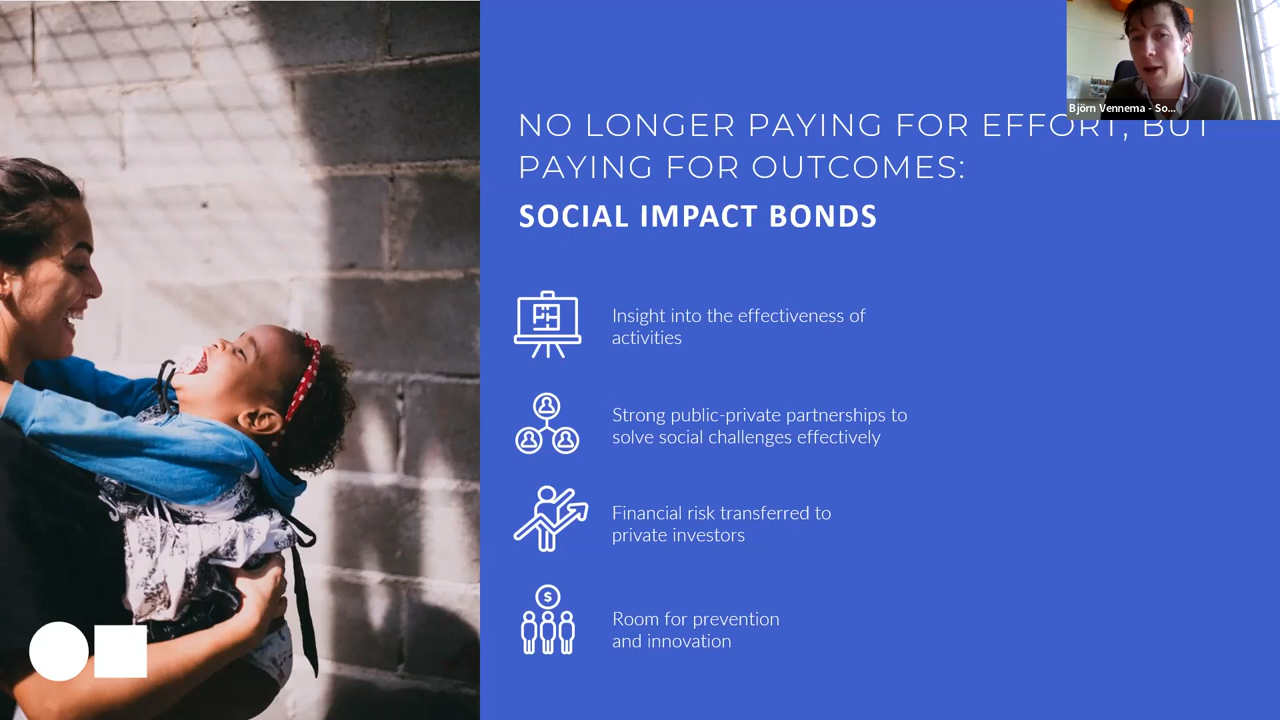 Björn Vennema - So...
NO LONGER PAYING FOR EFFORT, BUT
PAYING FOR OUTCOMES:
SOCIAL IMPACT BONDS
Insight into the effectiveness of
activities
Strong public-private partnerships to
solve social challenges effectively
Financial risk transferred to
private investors
$
Room for prevention
and innovation